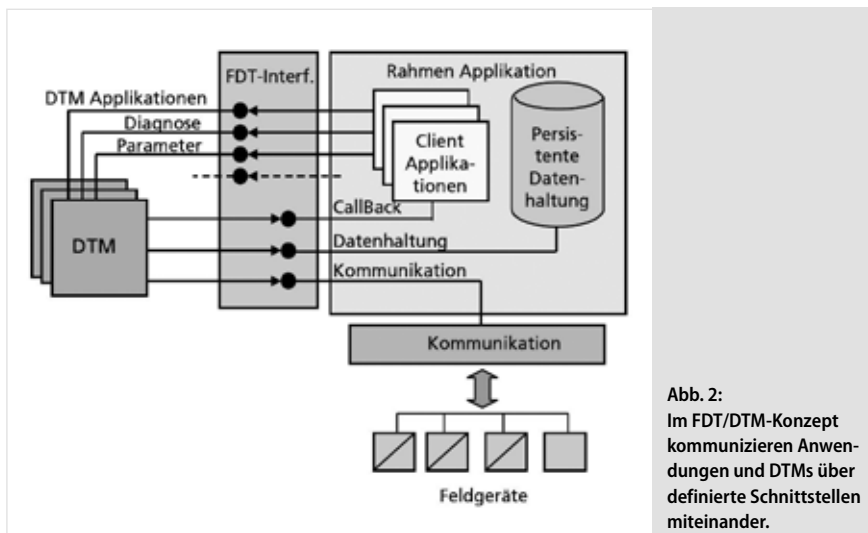 FDT-Interf.
Rahmen Applikation
DTM Applikationen
Diagnose
Parameter
Client
Applika-
tionen
Persis-
tente
Daten-
haltung
CallBack
DTM
Datenhaltung
Kommunikation
Kommunikation
Feldgeräte
Abb. 2:
Im FDT/DTM-Konzept
kommunizieren Anwen-
dungen und DTMs über
definierte Schnittstellen
miteinander.